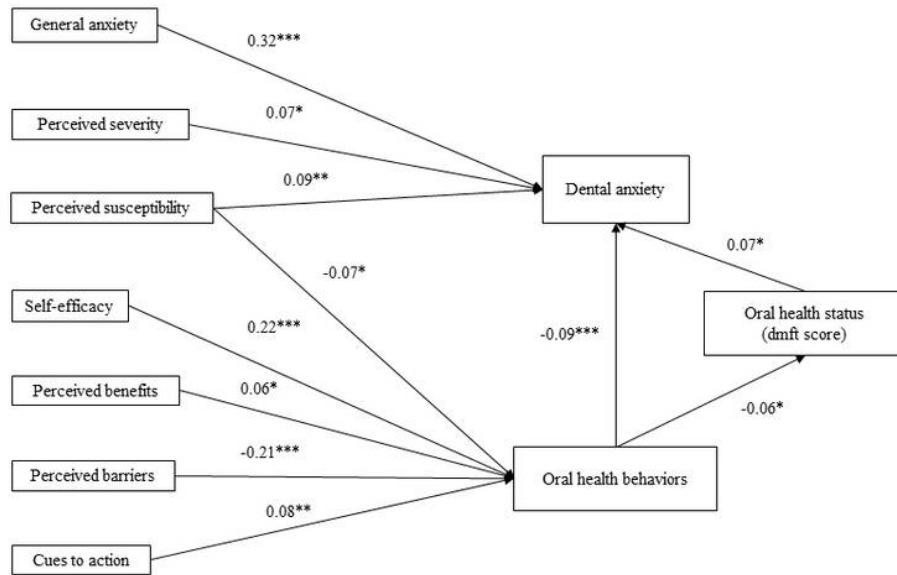 General anxiety
0.32***
Perceived severity
0.07*
Perceived susceptibility
0.09**
Dental anxiety
-0.07*
0.07*
Self-efficacy
0.22***
-0.09***
Oral health status
(dmft score)
Perceived benefits
0.06*
-0.06*
Perceived barriers
-0.21***
Oral health behaviors
0.08**
Cues to action